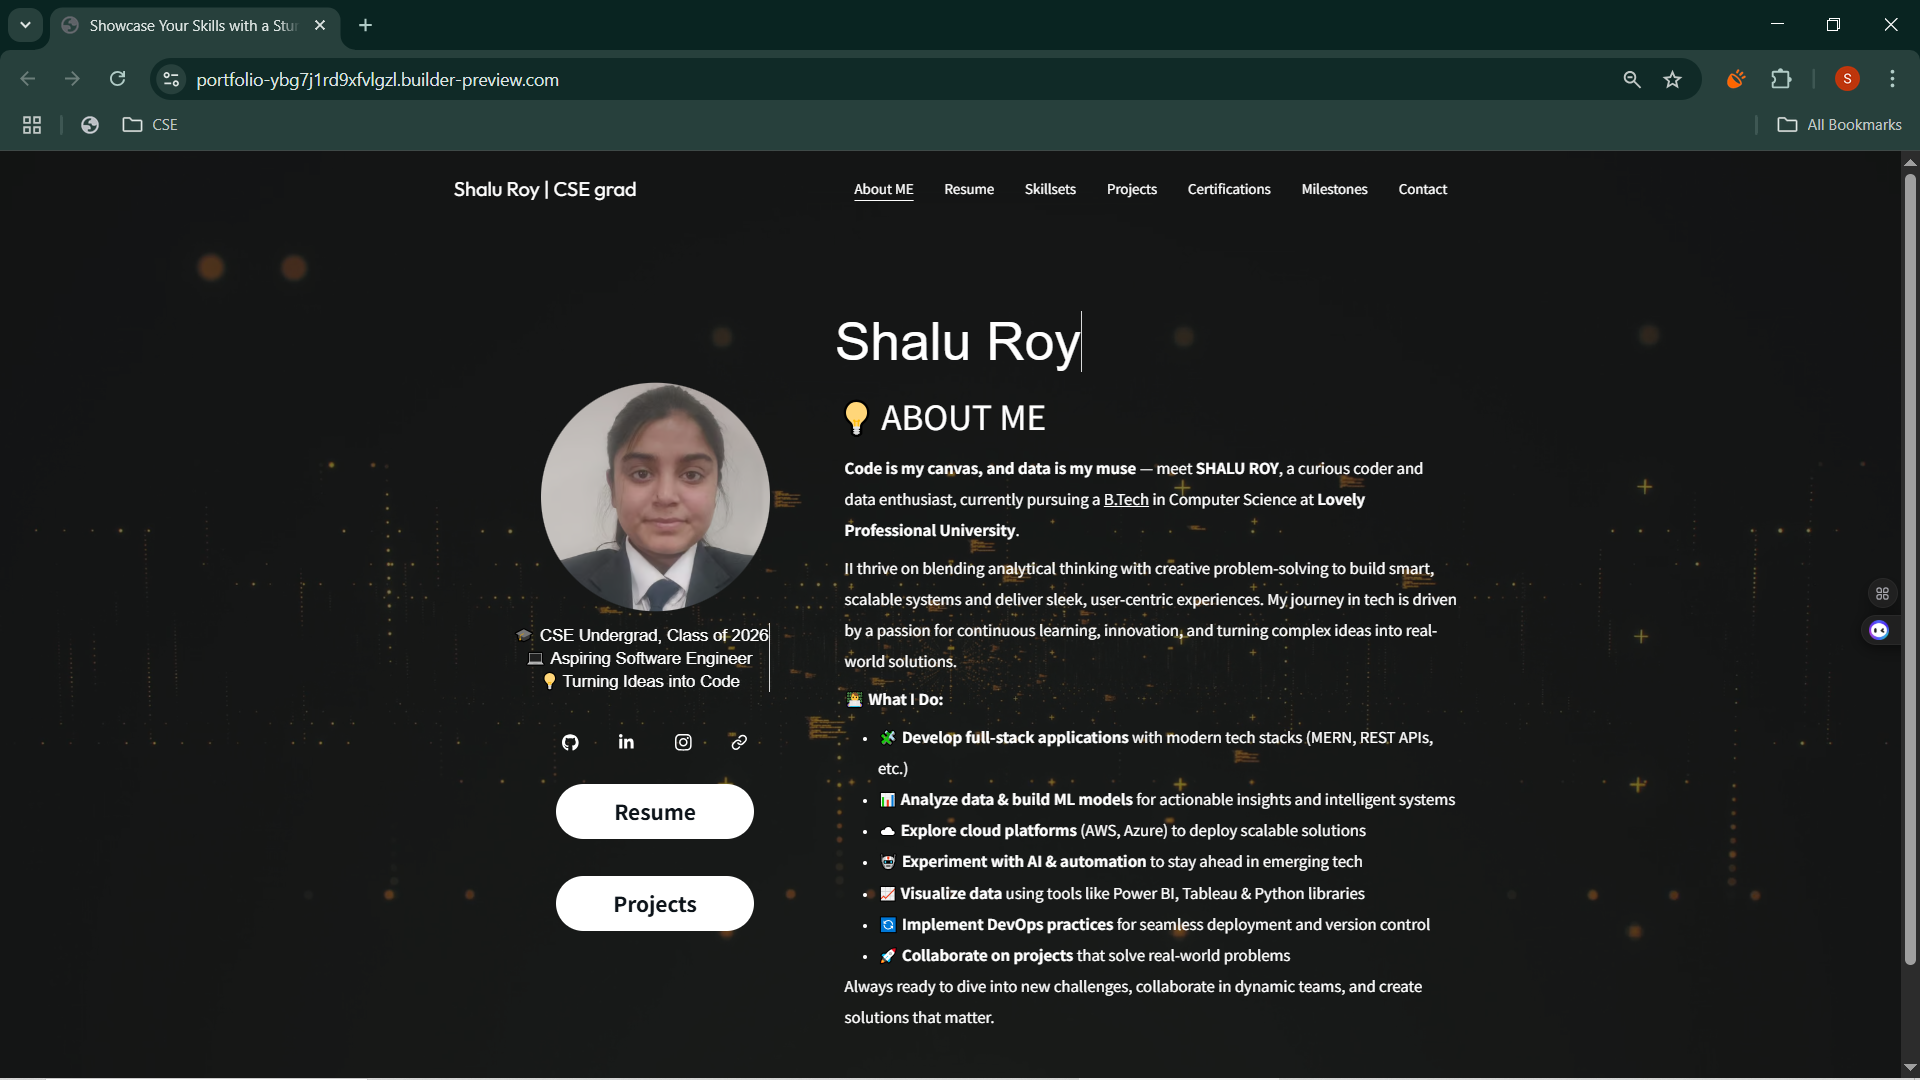 Showcase Your Skills with a Stu
portfolio-ybg7j1rd9xfvlgzl.builder-preview.com
S
CSE
All Bookmarks
Shalu Roy | CSE grad
About ME
Resume
Skillsets
Projects
Certifications
Milestones
Contact
Shalu Roy
💡 ABOUT ME
Code is my canvas, and data is my muse — meet SHALU ROY, a curious coder and
data enthusiast, currently pursuing a B.Tech in Computer Science at Lovely
Professional University.
II thrive on blending analytical thinking with creative problem-solving to build smart,
scalable systems and deliver sleek, user-centric experiences. My journey in tech is driven
by a passion for continuous learning, innovation, and turning complex ideas into real-
world solutions.
👩‍💻 What I Do:
• 🧩 Develop full-stack applications with modern tech stacks (MERN, REST APIs,
etc.)
• 📊 Analyze data & build ML models for actionable insights and intelligent systems
• ☁️ Explore cloud platforms (AWS, Azure) to deploy scalable solutions
• 🤖 Experiment with AI & automation to stay ahead in emerging tech
• 📈 Visualize data using tools like Power BI, Tableau & Python libraries
• 🔄 Implement DevOps practices for seamless deployment and version control
• 🚀 Collaborate on projects that solve real-world problems
Always ready to dive into new challenges, collaborate in dynamic teams, and create
solutions that matter.
🎓 CSE Undergrad, Class of 2026
💻 Aspiring Software Engineer
💡 Turning Ideas into Code
Resume
Projects